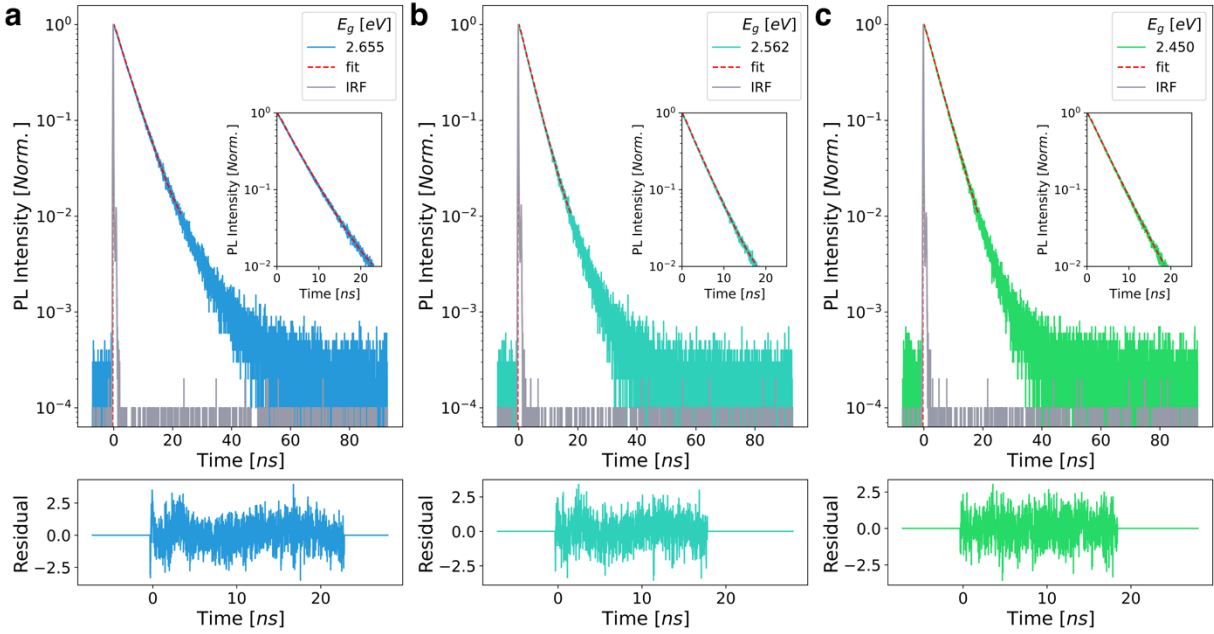 a
E_g [eV]
2.655
fit
IRF
10⁰
10⁻¹
10⁻²
10⁻³
10⁻⁴
PL Intensity [Norm.]
0 20 40 60 80
Time [ns]
10⁰
10⁻¹
10⁻²
PL Intensity [Norm.]
0 10 20
Time [ns]
2.5
0.0
−2.5
Residual
0 10 20
Time [ns]
b
E_g [eV]
2.562
fit
IRF
10⁰
10⁻¹
10⁻²
10⁻³
10⁻⁴
PL Intensity [Norm.]
0 20 40 60 80
Time [ns]
10⁰
10⁻¹
10⁻²
PL Intensity [Norm.]
0 10 20
Time [ns]
2.5
0.0
−2.5
Residual
0 10 20
Time [ns]
c
E_g [eV]
2.450
fit
IRF
10⁰
10⁻¹
10⁻²
10⁻³
10⁻⁴
PL Intensity [Norm.]
0 20 40 60 80
Time [ns]
10⁰
10⁻¹
10⁻²
PL Intensity [Norm.]
0 10 20
Time [ns]
2.5
0.0
−2.5
Residual
0 10 20
Time [ns]